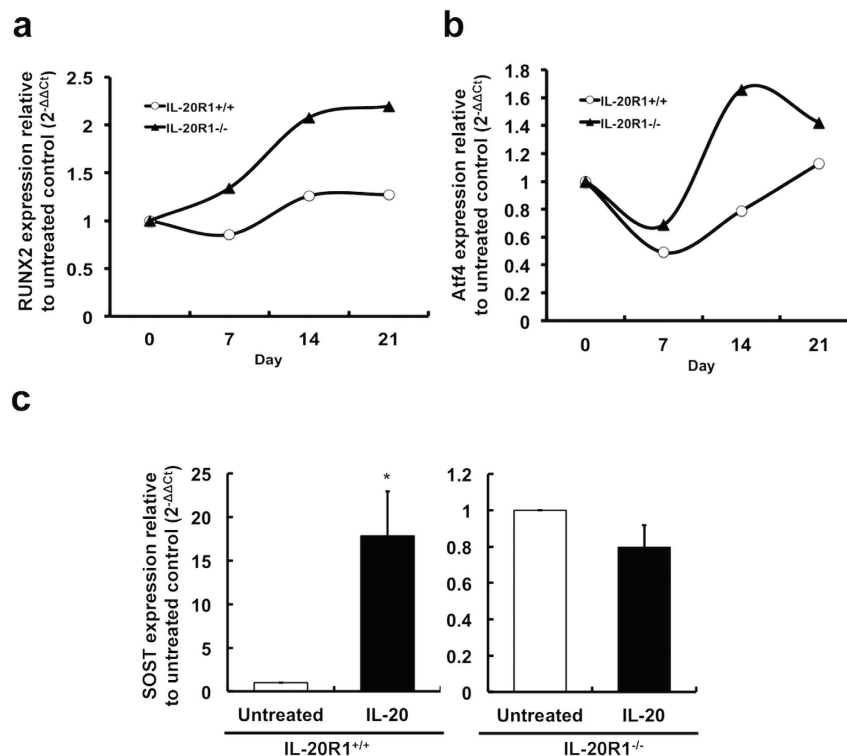 a
RUNX2 expression relative
to untreated control (2-ΔΔCt)
2.5
2
1.5
1
0.5
0
IL-20R1+/+
IL-20R1-/-
0 7 14 21
Day
b
Atf4 expression relative
to untreated control (2-ΔΔCt)
1.8
1.6
1.4
1.2
1
0.8
0.6
0.4
0.2
0
IL-20R1+/+
IL-20R1-/-
0 7 14 21
Day
c
SOST expression relative
to untreated control (2-ΔΔCt)
25
20
15
10
5
0
*
Untreated IL-20
IL-20R1+/+
1.2
1
0.8
0.6
0.4
0.2
0
Untreated IL-20
IL-20R1-/-